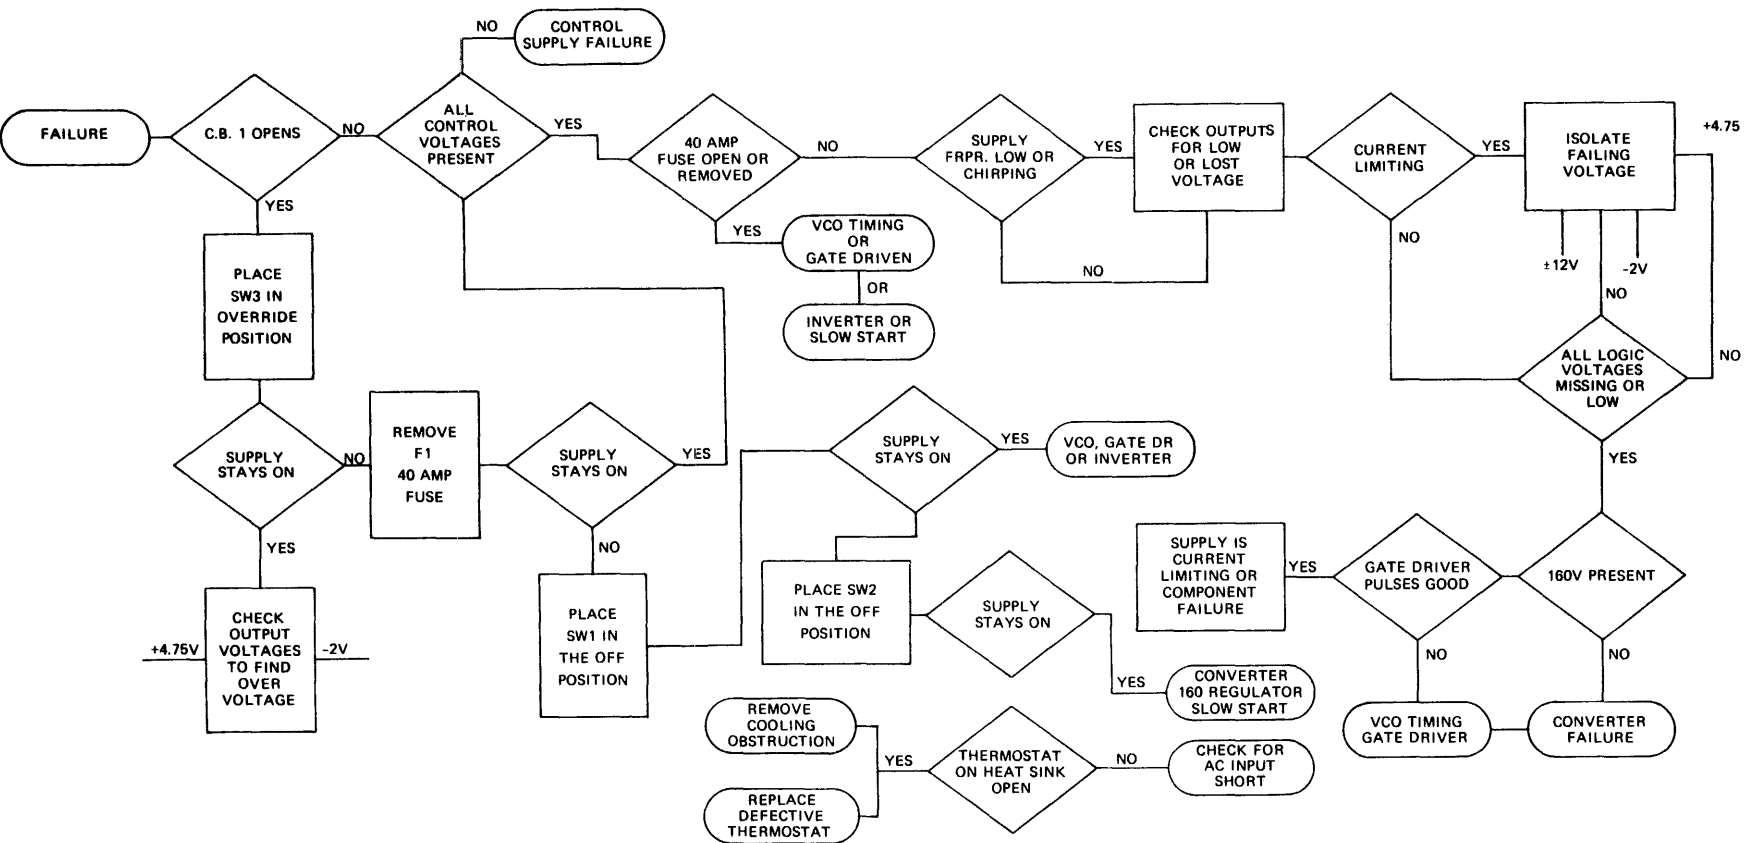 NO
CONTROL
SUPPLY FAILURE
FAILURE
C.B. 1 OPENS
NO
ALL
CONTROL
VOLTAGES
PRESENT
YES
40 AMP
FUSE OPEN OR
REMOVED
NO
SUPPLY
FRPR. LOW OR
CHIRPING
YES
CHECK OUTPUTS
FOR LOW
OR LOST
VOLTAGE
CURRENT
LIMITING
YES
ISOLATE
FAILING
VOLTAGE
+4.75
YES
YES
VCO TIMING
OR
GATE DRIVEN
OR
INVERTER OR
SLOW START
NO
NO
±12V
-2V
NO
NO
PLACE
SW3 IN
OVERRIDE
POSITION
ALL LOGIC
VOLTAGES
MISSING OR
LOW
YES
SUPPLY
STAYS ON
NO
REMOVE
F1
40 AMP
FUSE
SUPPLY
STAYS ON
YES
SUPPLY
STAYS ON
YES
VCO, GATE DR
OR INVERTER
YES
NO
CHECK
OUTPUT
VOLTAGES
TO FIND
OVER
VOLTAGE
+4.75V
-2V
PLACE
SW1 IN
THE OFF
POSITION
PLACE SW2
IN THE OFF
POSITION
SUPPLY
STAYS ON
YES
CONVERTER
160 REGULATOR
SLOW START
SUPPLY IS
CURRENT
LIMITING OR
COMPONENT
FAILURE
YES
GATE DRIVER
PULSES GOOD
160V PRESENT
NO
NO
VCO TIMING
GATE DRIVER
CONVERTER
FAILURE
REMOVE
COOLING
OBSTRUCTION
YES
THERMOSTAT
ON HEAT SINK
OPEN
NO
CHECK FOR
AC INPUT
SHORT
REPLACE
DEFECTIVE
THERMOSTAT